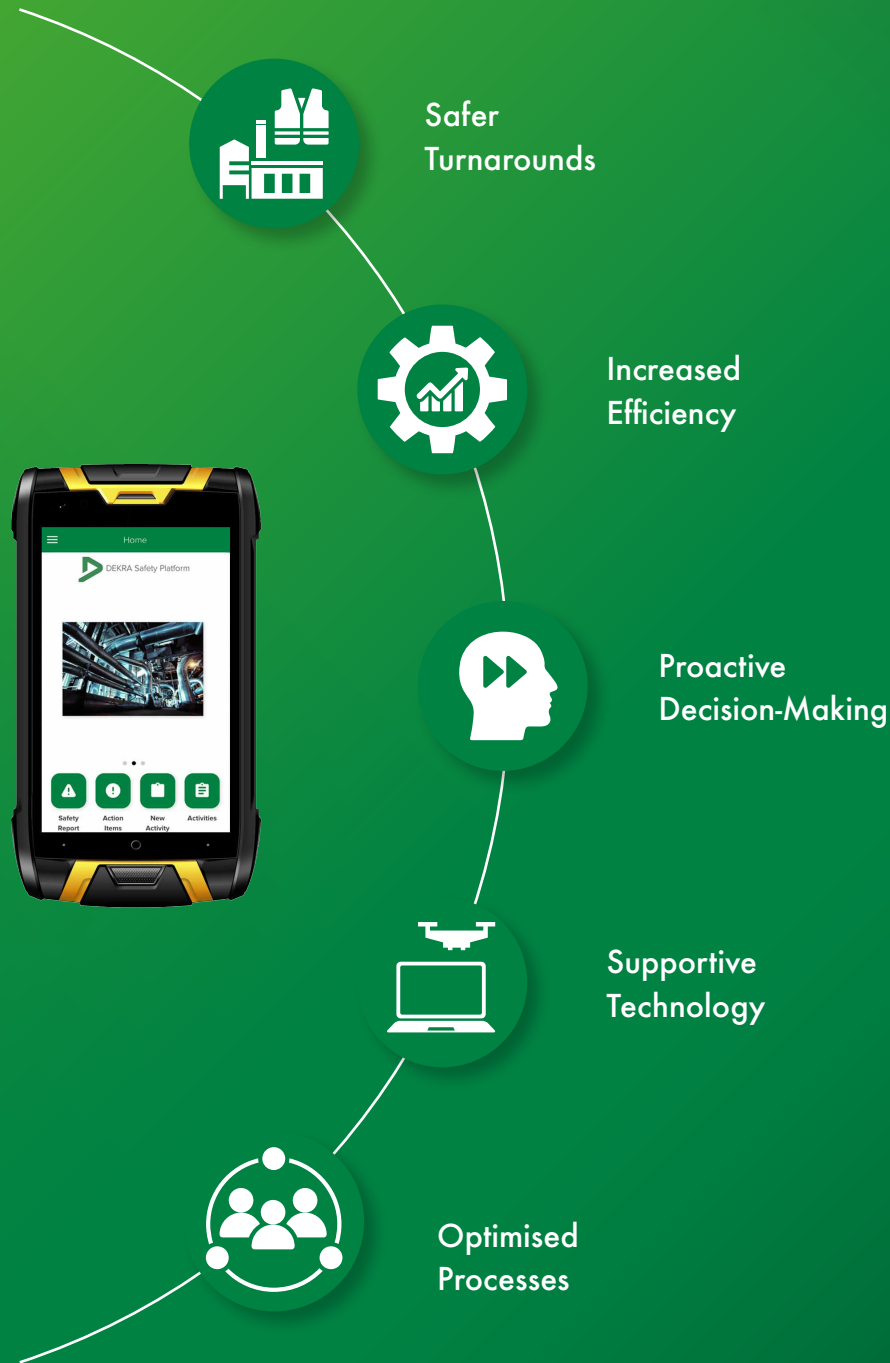 Safer
Turnarounds
Increased
Efficiency
Home
DEKRA Safety Platform
Safety
Report
Action
Items
New
Activity
Activities
Proactive
Decision-Making
Supportive
Technology
Optimised
Processes